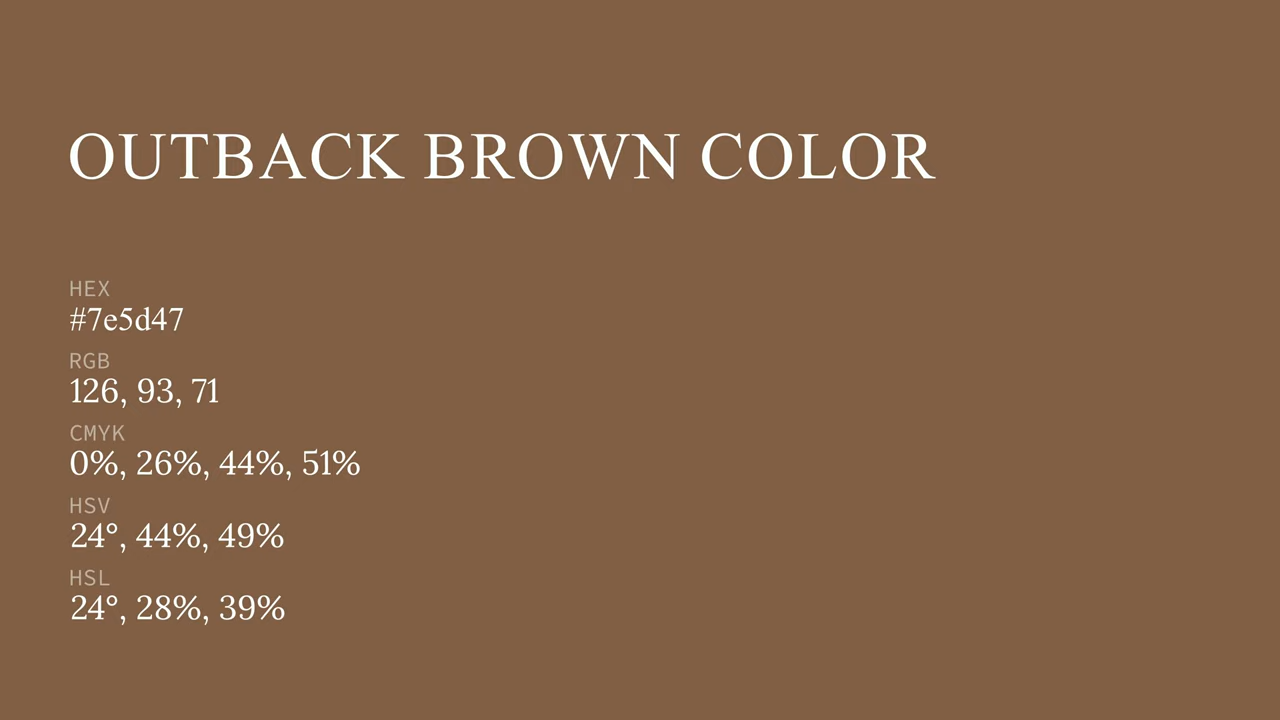 OUTBACK BROWN COLOR
HEX
#7e5d47
RGB
126, 93, 71
CMYK
0%, 26%, 44%, 51%
HSV
24°, 44%, 49%
HSL
24°, 28%, 39%